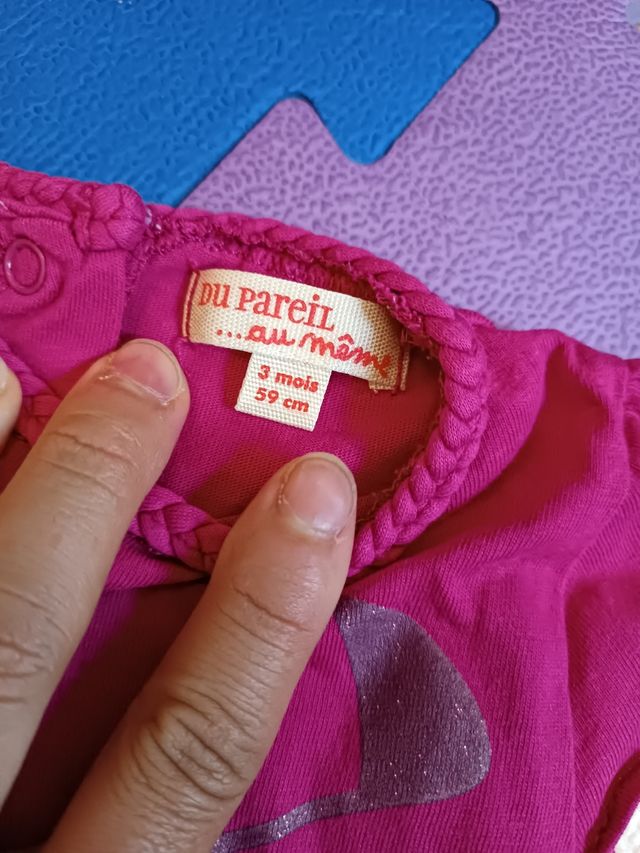 DU PAREIL
...au même
3 mois
59 cm